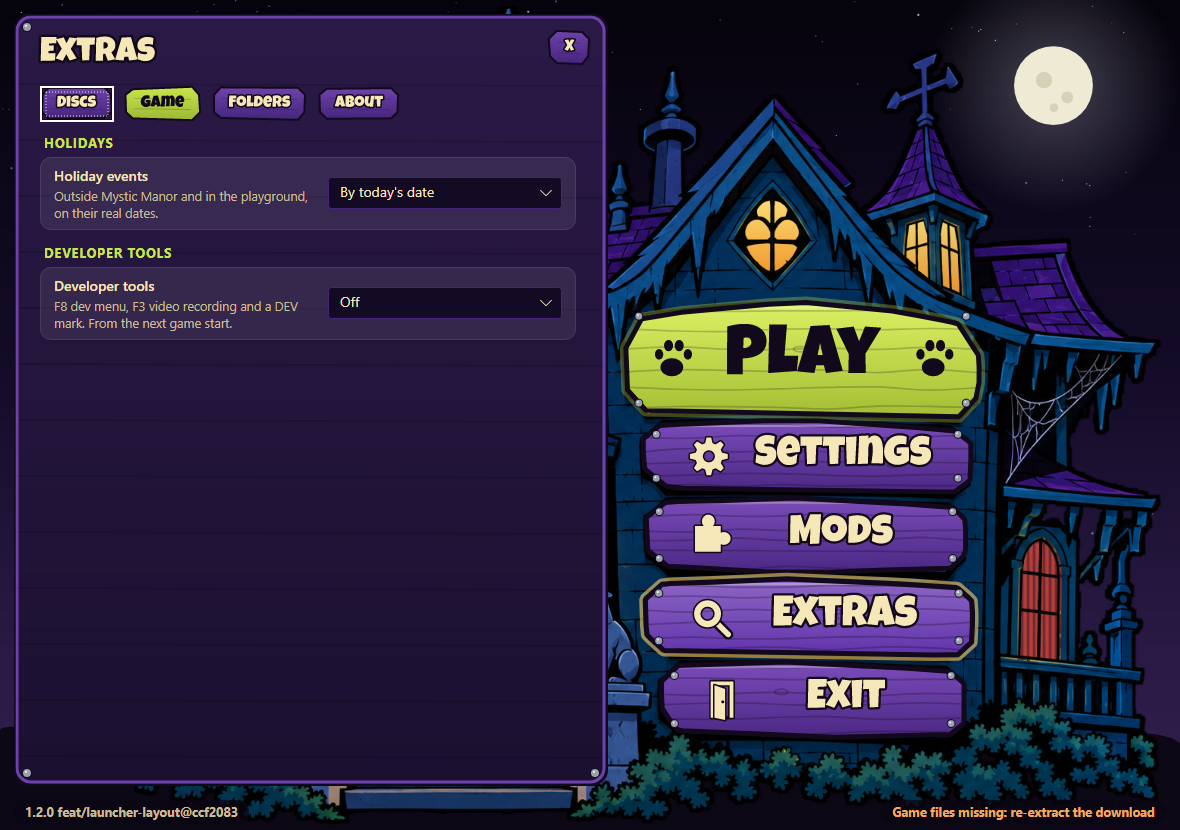 EXTRAS
X
DISCS
GAME
FOLDERS
ABOUT
HOLIDAYS
Holiday events
Outside Mystic Manor and in the playground,
on their real dates.
By today's date
DEVELOPER TOOLS
Developer tools
F8 dev menu, F3 video recording and a DEV
mark. From the next game start.
Off
PLAY
SETTINGS
MODS
EXTRAS
EXIT
1.2.0 feat/launcher-layout@ccf2083
Game files missing: re-extract the download